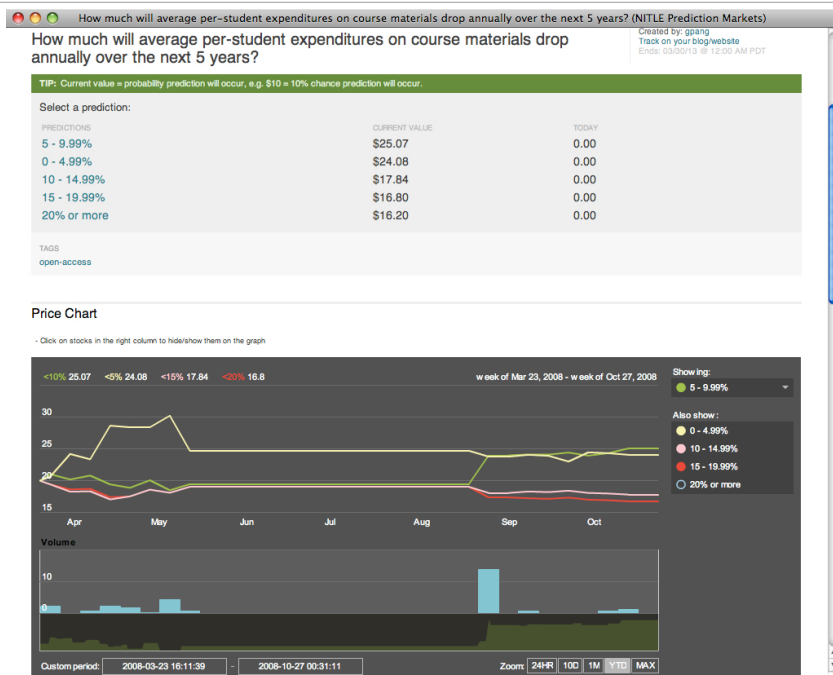 How much will average per-student expenditures on course materials drop annually over the next 5 years? (NITLE Prediction Markets)
How much will average per-student expenditures on course materials drop
annually over the next 5 years?
Created by: gpang
Track on your blog/website
Ends: 03/30/13 @ 12:00 AM PDT
TIP: Current value = probability prediction will occur, e.g. $10 = 10% chance prediction will occur.
Select a prediction:
PREDICTIONS CURRENT VALUE TODAY
5 - 9.99% $25.07 0.00
0 - 4.99% $24.08 0.00
10 - 14.99% $17.84 0.00
15 - 19.99% $16.80 0.00
20% or more $16.20 0.00
TAGS
open-access
Price Chart
- Click on stocks in the right column to hide/show them on the graph
<10% 25.07 <5% 24.08 <15% 17.84 <20% 16.8 week of Mar 23, 2008 - week of Oct 27, 2008
Showing:
5 - 9.99%
Also show:
0 - 4.99%
10 - 14.99%
15 - 19.99%
20% or more
30
25
20
15
Apr May Jun Jul Aug Sep Oct
Volume
10
0
Custom period: 2008-03-23 16:11:39 - 2008-10-27 00:31:11 Zoom: 24HR 10D 1M YTD MAX